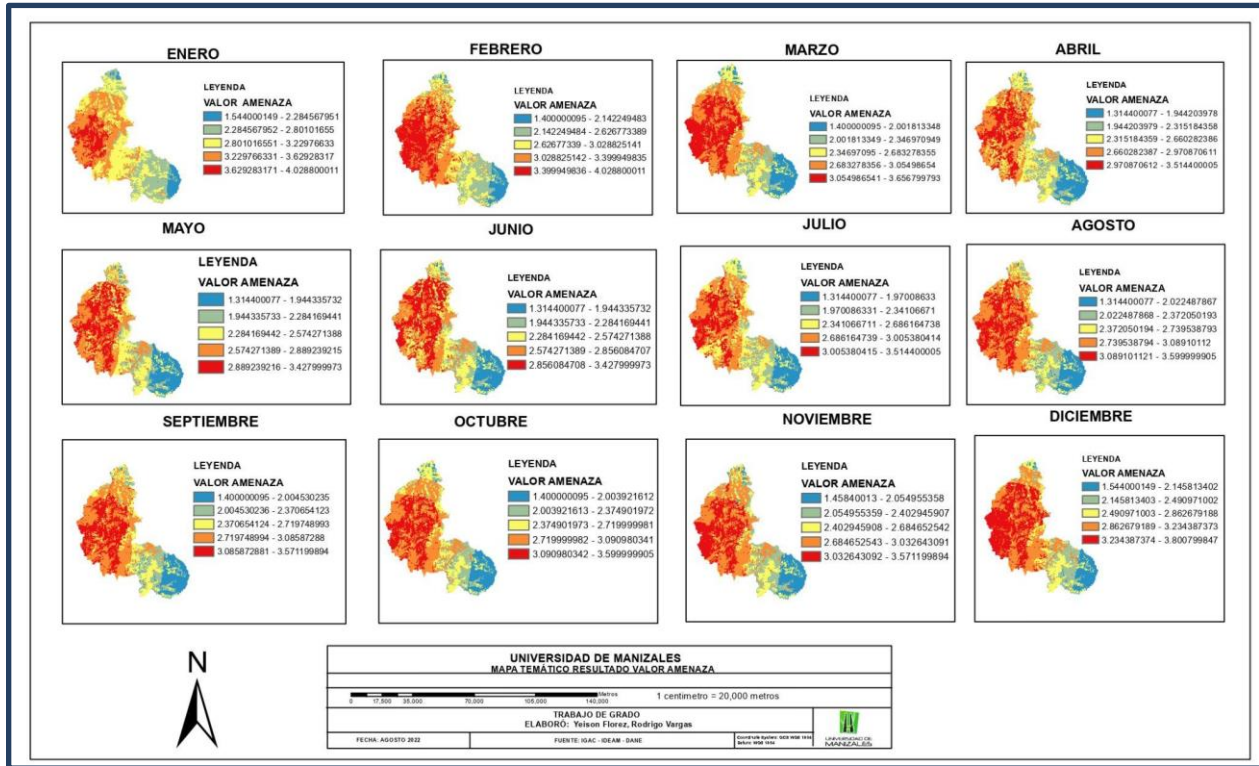 ENERO
LEYENDA
VALOR AMENAZA
1.544000149 - 2.284567951
2.284567952 - 2.80101655
2.801016551 - 3.22976633
3.229766331 - 3.62928317
3.629283171 - 4.028800011
FEBRERO
LEYENDA
VALOR AMENAZA
1.400000095 - 2.142249483
2.142249484 - 2.626773389
2.62677339 - 3.028825141
3.028825142 - 3.399949835
3.399949836 - 4.028800011
MARZO
LEYENDA
VALOR AMENAZA
1.400000095 - 2.001813348
2.001813349 - 2.346970949
2.34697095 - 2.683278355
2.683278356 - 3.05498654
3.054986541 - 3.656799793
ABRIL
LEYENDA
VALOR AMENAZA
1.314400077 - 1.944203978
1.944203979 - 2.315184358
2.315184359 - 2.660282386
2.660282387 - 2.970870611
2.970870612 - 3.514400005
MAYO
LEYENDA
VALOR AMENAZA
1.314400077 - 1.944335732
1.944335733 - 2.284169441
2.284169442 - 2.574271388
2.574271389 - 2.889239215
2.889239216 - 3.427999973
JUNIO
LEYENDA
VALOR AMENAZA
1.314400077 - 1.944335732
1.944335733 - 2.284169441
2.284169442 - 2.574271388
2.574271389 - 2.856084707
2.856084708 - 3.427999973
JULIO
LEYENDA
VALOR AMENAZA
1.314400077 - 1.97008633
1.970086331 - 2.34106671
2.341066711 - 2.686164738
2.686164739 - 3.005380414
3.005380415 - 3.514400005
AGOSTO
LEYENDA
VALOR AMENAZA
1.314400077 - 2.022487867
2.022487868 - 2.372050193
2.372050194 - 2.739538793
2.739538794 - 3.08910112
3.089101121 - 3.599999905
SEPTIEMBRE
LEYENDA
VALOR AMENAZA
1.400000095 - 2.004530235
2.004530236 - 2.370654123
2.370654124 - 2.719748993
2.719748994 - 3.08587288
3.085872881 - 3.571199894
OCTUBRE
LEYENDA
VALOR AMENAZA
1.400000095 - 2.003921612
2.003921613 - 2.374901972
2.374901973 - 2.719999981
2.719999982 - 3.090980341
3.090980342 - 3.599999905
NOVIEMBRE
LEYENDA
VALOR AMENAZA
1.45840013 - 2.054955358
2.054955359 - 2.402945907
2.402945908 - 2.684652542
2.684652543 - 3.032643091
3.032643092 - 3.571199894
DICIEMBRE
LEYENDA
VALOR AMENAZA
1.544000149 - 2.145813402
2.145813403 - 2.490971002
2.490971003 - 2.862679188
2.862679189 - 3.234387373
3.234387374 - 3.800799847
N
UNIVERSIDAD DE MANIZALES
MAPA TEMÁTICO RESULTADO VALOR AMENAZA
Metros
0 17,500 35,000 70,000 105,000 140,000
1 centimetro = 20,000 metros
TRABAJO DE GRADO
ELABORÓ: Yeison Florez, Rodrigo Vargas
FECHA: AGOSTO 2022
FUENTE: IGAC - IDEAM - DANE
Coordinate System: GCS WGS 1984
Datum: WGS 1984
UNIVERSIDAD DE
MANIZALES